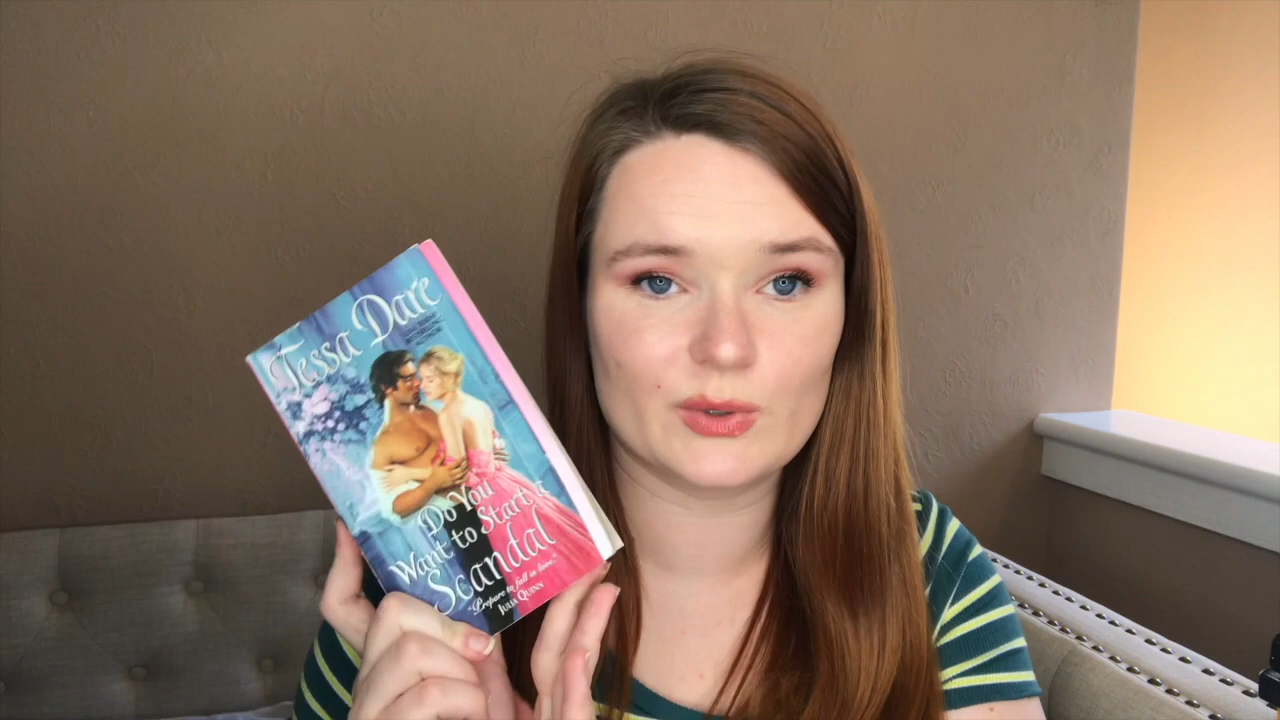 Tessa Dare
Do You
Want to Start a
Scandal
"Prepare to fall in love."
Julia Quinn